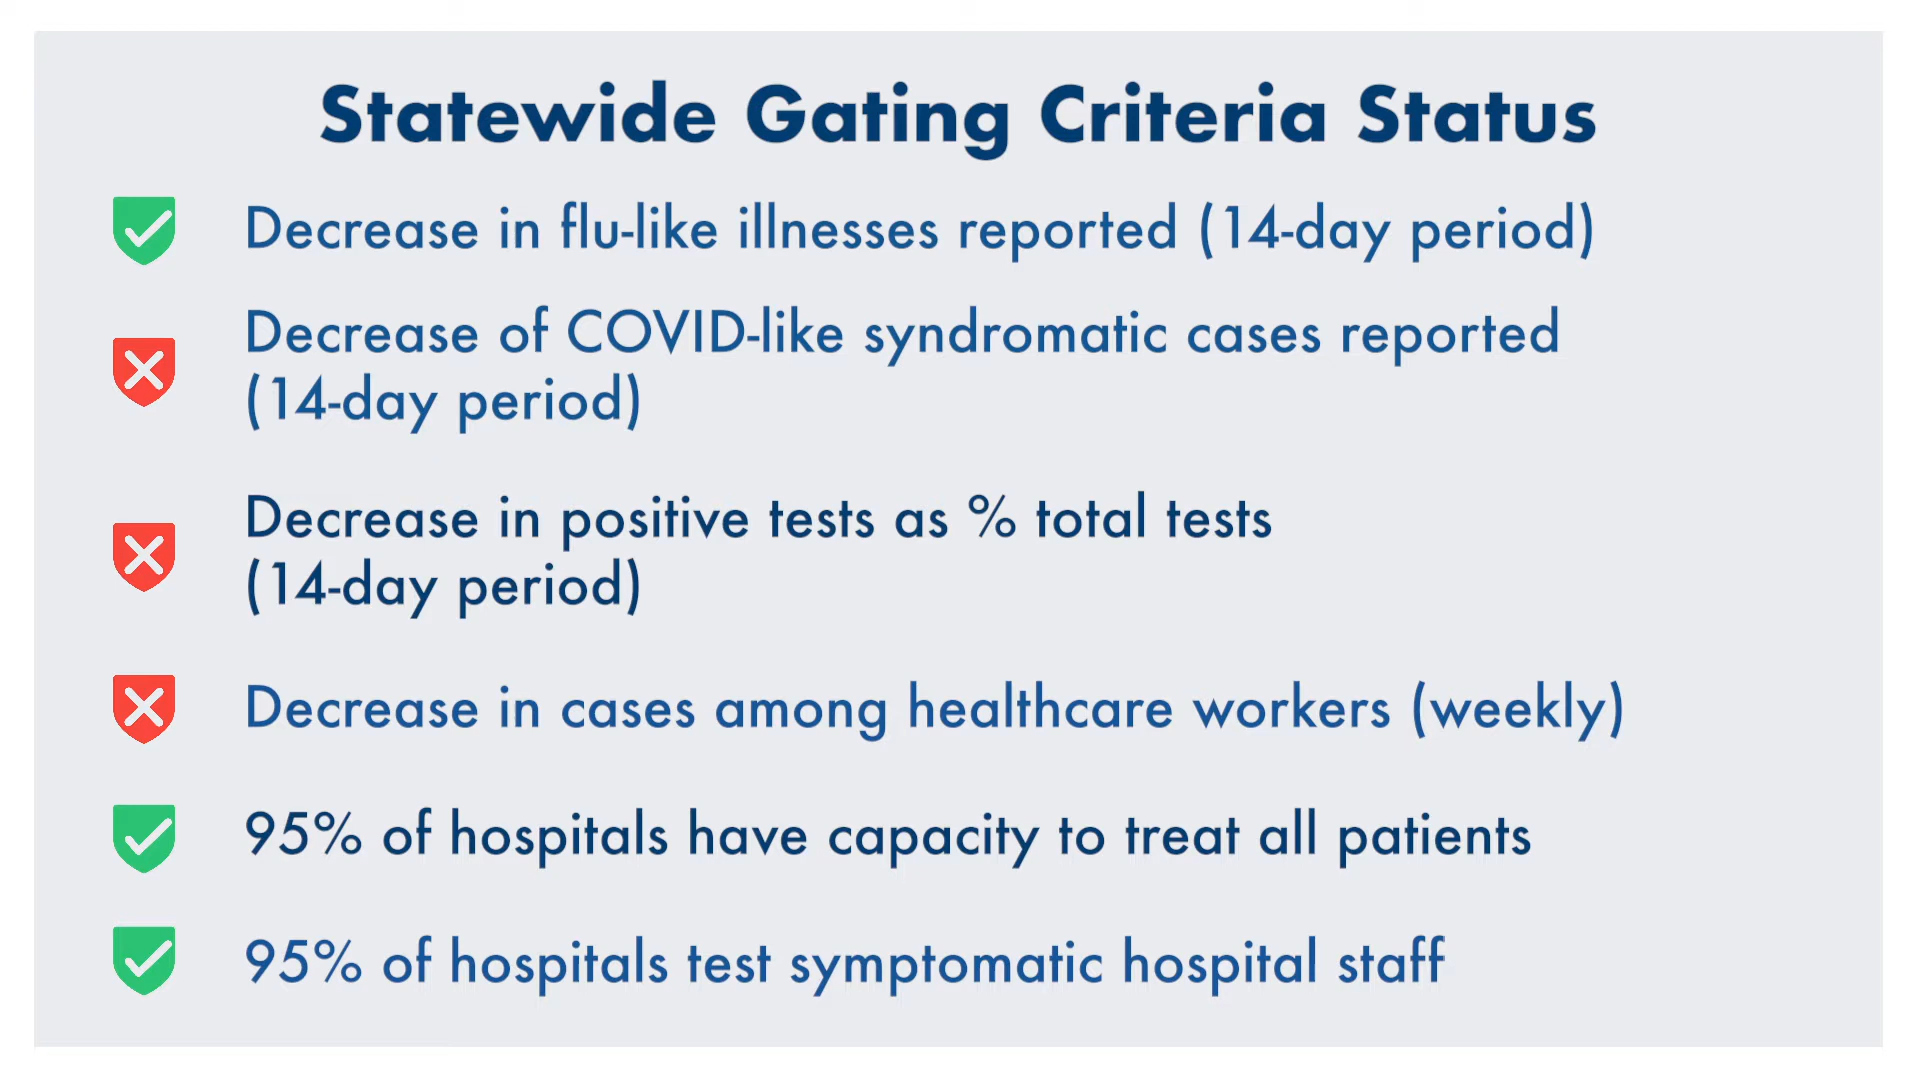 Statewide Gating Criteria Status
Decrease in flu-like illnesses reported (14-day period)
Decrease of COVID-like syndromatic cases reported
(14-day period)
Decrease in positive tests as % total tests
(14-day period)
Decrease in cases among healthcare workers (weekly)
95% of hospitals have capacity to treat all patients
95% of hospitals test symptomatic hospital staff